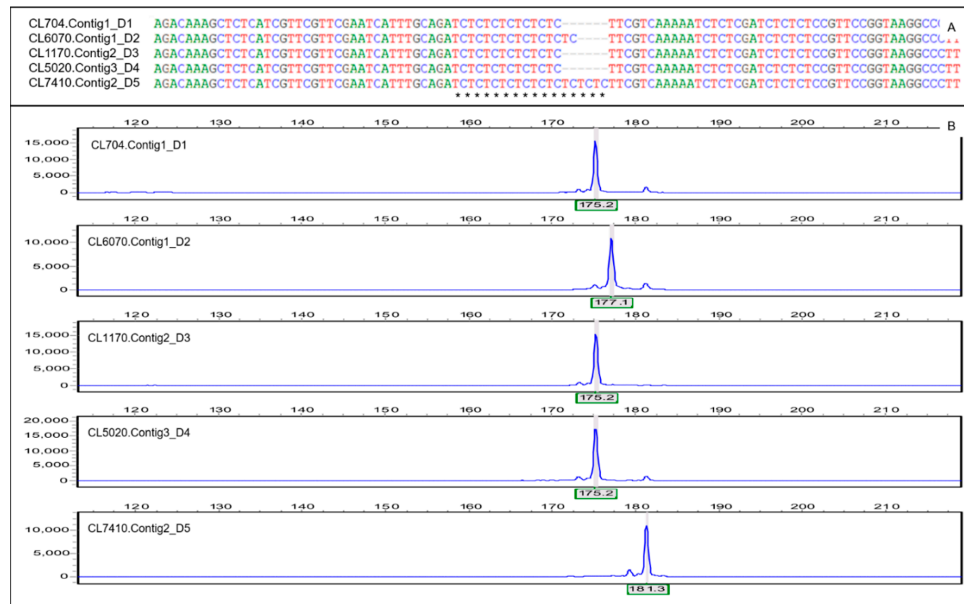 CL704.Contig1_D1 AGACAAAGCTCTCATCGTTCGTTCGAATCATTTGCAGATCTCTCTCTCTCTC------TTCGTCAAAAATCTCTCGATCTCTCTCCGTTCCGGTAAGGCC A
CL6070.Contig1_D2 AGACAAAGCTCTCATCGTTCGTTCGAATCATTTGCAGATCTCTCTCTCTCTCTC----TTCGTCAAAAATCTCTCGATCTCTCTCCGTTCCGGTAAGGCC
CL1170.Contig2_D3 AGACAAAGCTCTCATCGTTCGTTCGAATCATTTGCAGATCTCTCTCTCTCTC------TTCGTCAAAAATCTCTCGATCTCTCTCCGTTCCGGTAAGGCCCTT
CL5020.Contig3_D4 AGACAAAGCTCTCATCGTTCGTTCGAATCATTTGCAGATCTCTCTCTCTCTC------TTCGTCAAAAATCTCTCGATCTCTCTCCGTTCCGGTAAGGCCCTT
CL7410.Contig2_D5 AGACAAAGCTCTCATCGTTCGTTCGAATCATTTGCAGATCTCTCTCTCTCTCTCTCTCTTCGTCAAAAATCTCTCGATCTCTCTCCGTTCCGGTAAGGCCCTT
* * * * * * * * * * * * * * * *
120 130 140 150 160 170 180 190 200 210 B
15,000 10,000 5,000 0
CL704.Contig1_D1
175.2
120 130 140 150 160 170 180 190 200 210
10,000 5,000 0
CL6070.Contig1_D2
177.1
120 130 140 150 160 170 180 190 200 210
15,000 10,000 5,000 0
CL1170.Contig2_D3
175.2
120 130 140 150 160 170 180 190 200 210
20,000 15,000 10,000 5,000 0
CL5020.Contig3_D4
175.2
120 130 140 150 160 170 180 190 200 210
10,000 5,000 0
CL7410.Contig2_D5
181.3